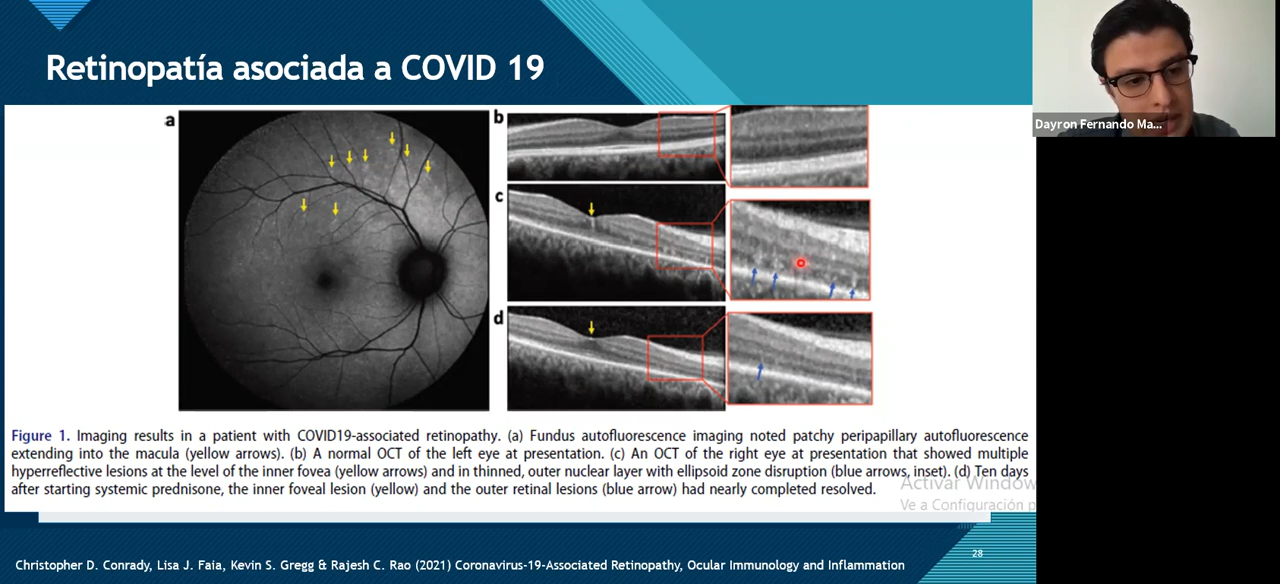 Retinopatía asociada a COVID 19
Dayron Fernando Ma...
a
b
c
d
Figure 1. Imaging results in a patient with COVID19-associated retinopathy. (a) Fundus autofluorescence imaging noted patchy peripapillary autofluorescence
extending into the macula (yellow arrows). (b) A normal OCT of the left eye at presentation. (c) An OCT of the right eye at presentation that showed multiple
hyperreflective lesions at the level of the inner fovea (yellow arrows) and in thinned, outer nuclear layer with ellipsoid zone disruption (blue arrows, inset). (d) Ten days
after starting systemic prednisone, the inner foveal lesion (yellow) and the outer retinal lesions (blue arrow) had nearly completed resolved.
Activar Window
Ve a Configuración p
28
Christopher D. Conrady, Lisa J. Faia, Kevin S. Gregg & Rajesh C. Rao (2021) Coronavirus-19-Associated Retinopathy, Ocular Immunology and Inflammation